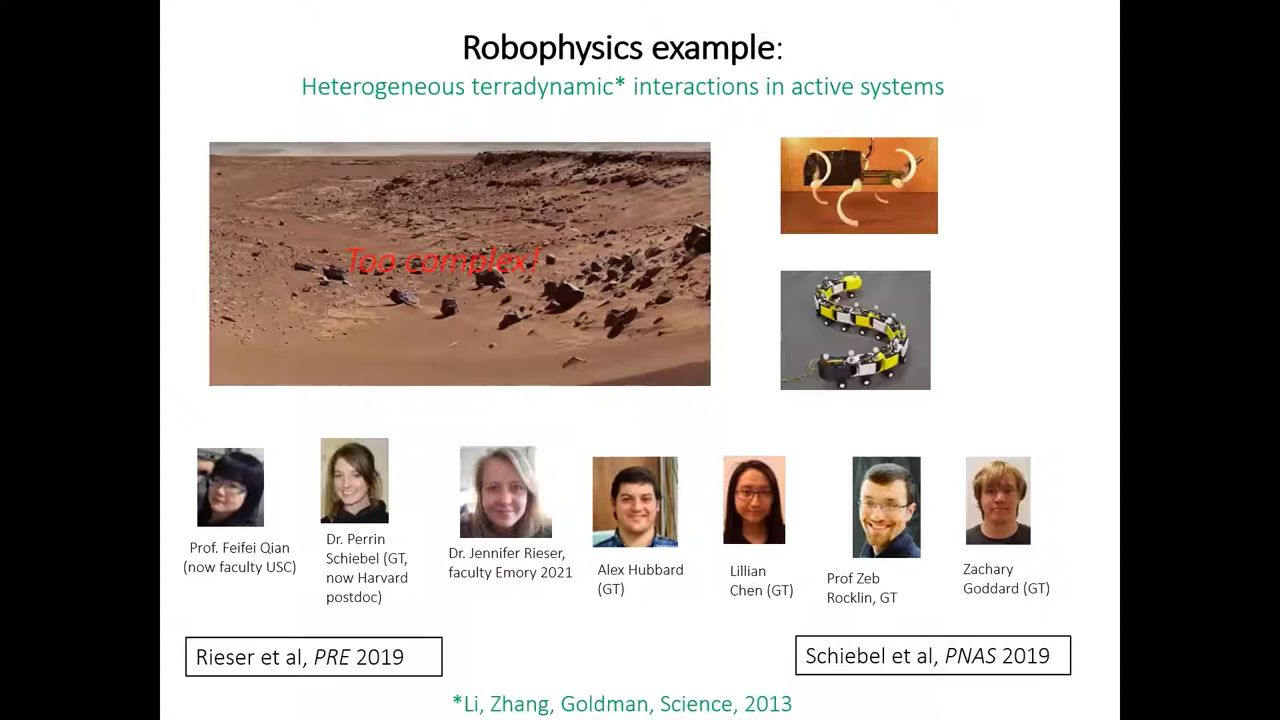 Robophysics example:
Heterogeneous terradynamic* interactions in active systems
Too complex!
Prof. Feifei Qian
(now faculty USC)
Dr. Perrin
Schiebel (GT,
now Harvard
postdoc)
Dr. Jennifer Rieser,
faculty Emory 2021
Alex Hubbard
(GT)
Lillian
Chen (GT)
Prof Zeb
Rocklin, GT
Zachary
Goddard (GT)
Rieser et al, PRE 2019
Schiebel et al, PNAS 2019
*Li, Zhang, Goldman, Science, 2013